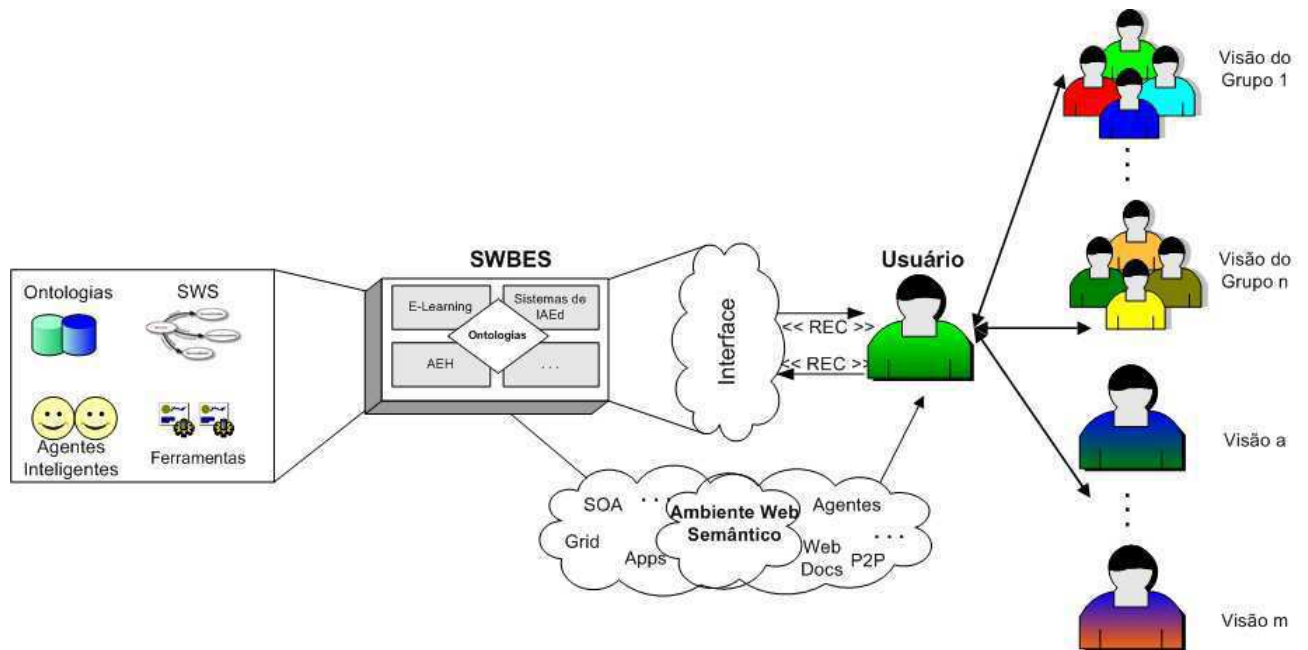 Visão do
Grupo 1
Visão do
Grupo n
Visão a
Visão m
Usuário
SWBES
E-Learning
Sistemas de
IAEd
Ontologias
AEH
. . .
Ontologias
SWS
Agentes
Inteligentes
Ferramentas
Interface
<< REC >>
<< REC >>
SOA
. . .
Grid
Apps
Ambiente Web
Semântico
Agentes
. . .
Web
Docs
P2P